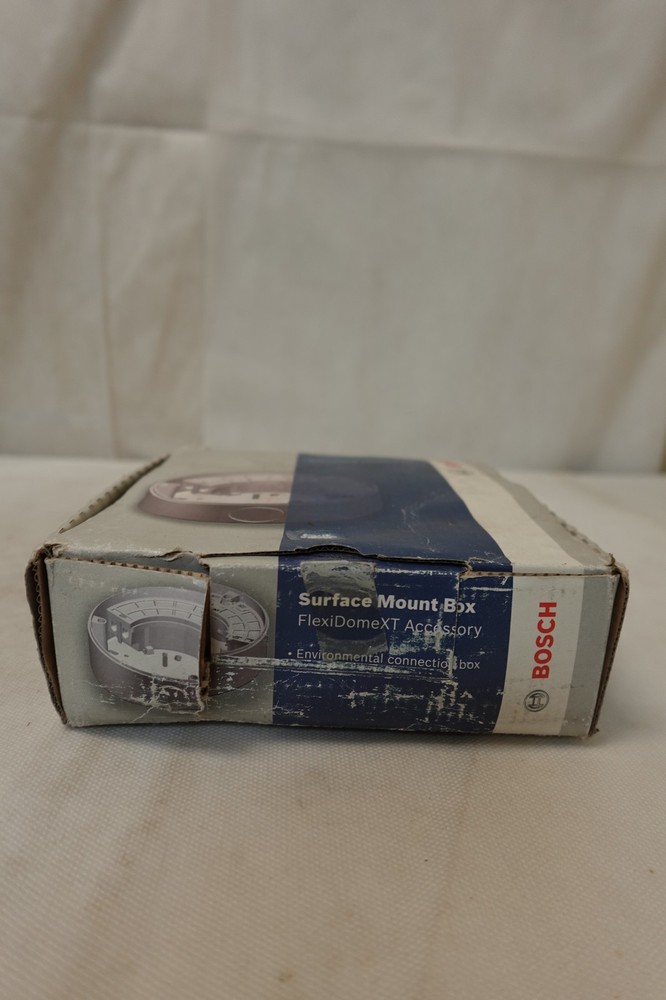 Surface Mount Box
FlexiDomeXT Accessory
• Environmental connection box
BOSCH